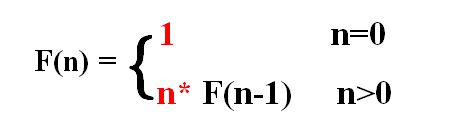 1 n=0
F(n) = {
n* F(n-1) n>0